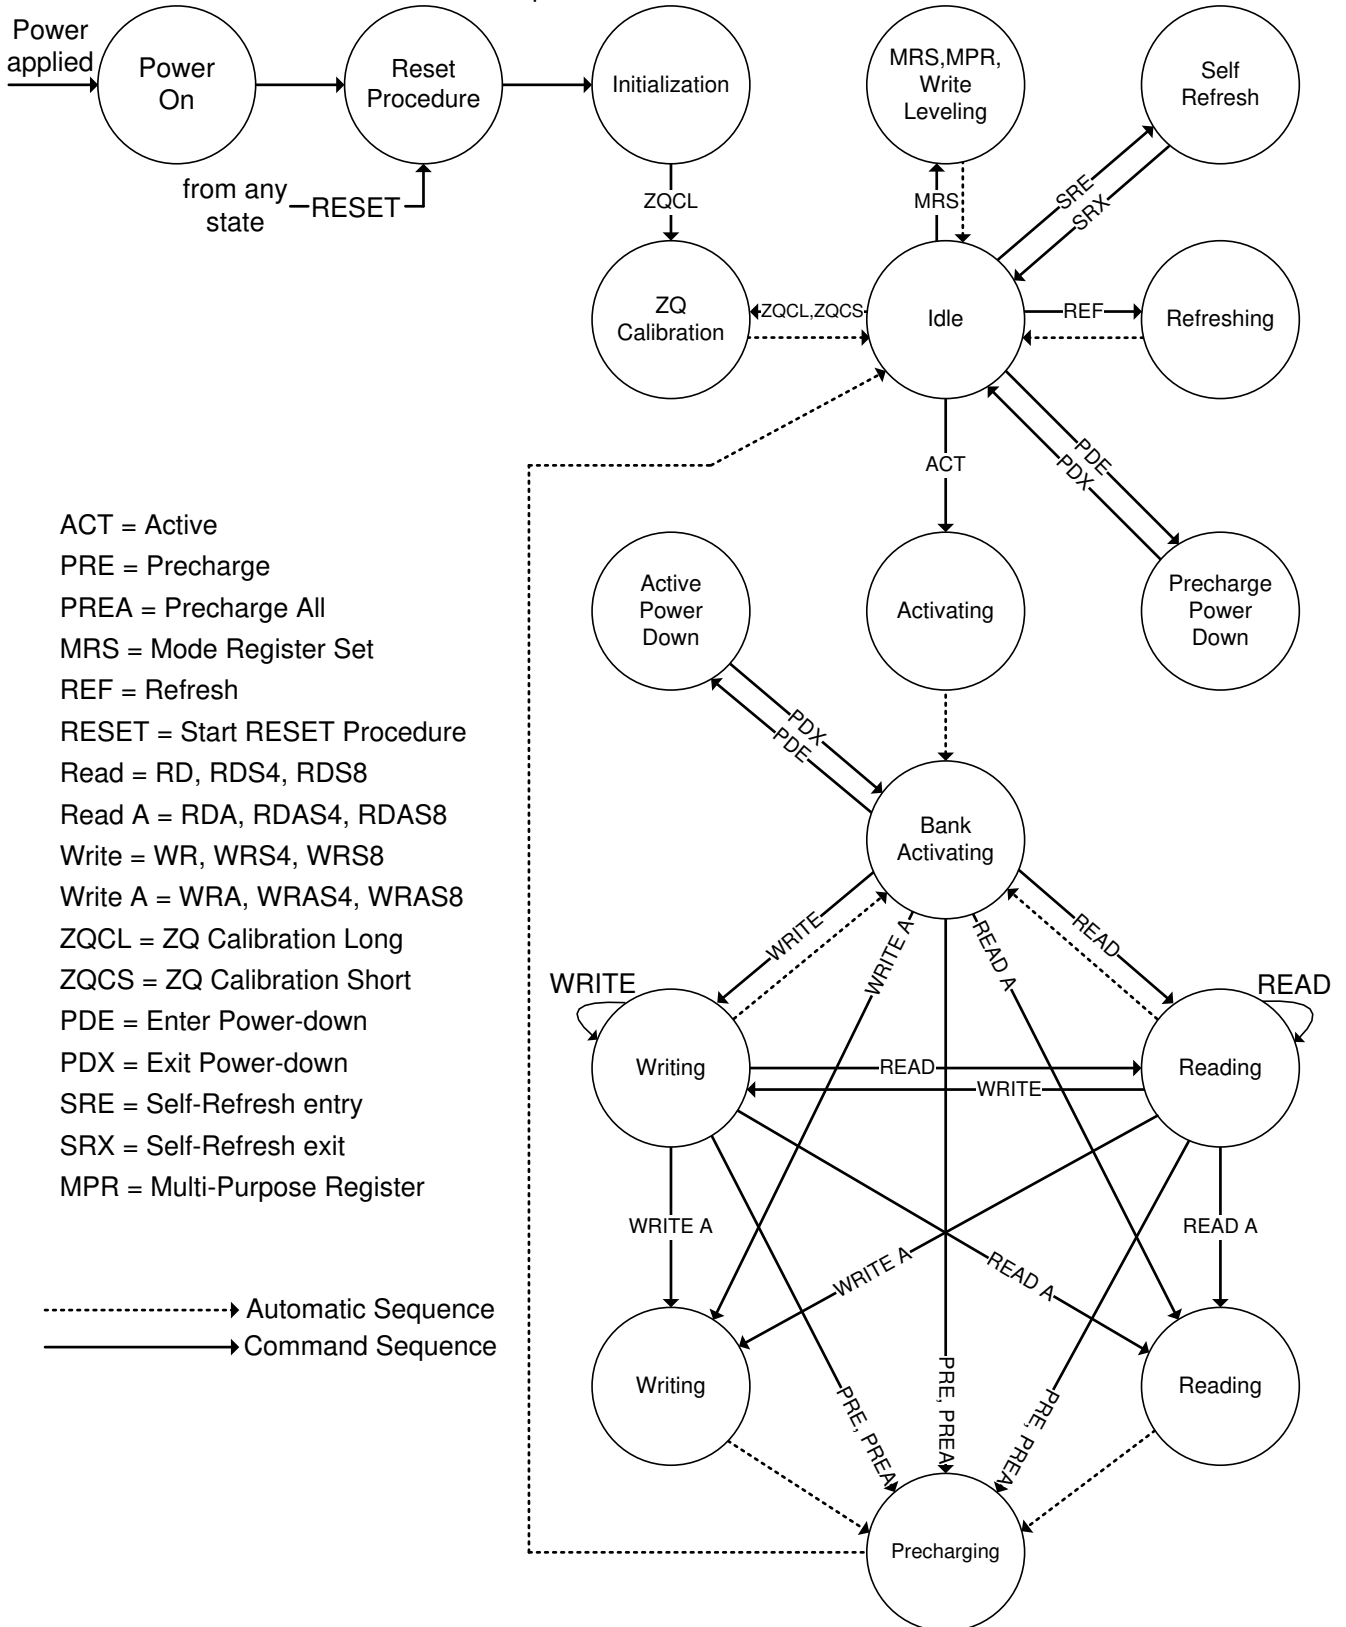 Power
applied
Power
On
Reset
Procedure
Initialization
MRS,MPR,
Write
Leveling
Self
Refresh
from any
state
RESET
ZQCL
MRS
SRE
SRX
ZQ
Calibration
ZQCL,ZQCS
Idle
REF
Refreshing
ACT
PDE
PDX
ACT = Active
PRE = Precharge
PREA = Precharge All
MRS = Mode Register Set
REF = Refresh
RESET = Start RESET Procedure
Read = RD, RDS4, RDS8
Read A = RDA, RDAS4, RDAS8
Write = WR, WRS4, WRS8
Write A = WRA, WRAS4, WRAS8
ZQCL = ZQ Calibration Long
ZQCS = ZQ Calibration Short
PDE = Enter Power-down
PDX = Exit Power-down
SRE = Self-Refresh entry
SRX = Self-Refresh exit
MPR = Multi-Purpose Register
Automatic Sequence
Command Sequence
Active
Power
Down
Activating
Precharge
Power
Down
PDX
PDE
Bank
Activating
WRITE
WRITE A
READ A
READ
WRITE
READ
Writing
READ
WRITE
Reading
WRITE A
WRITE A
READ A
READ A
Writing
PRE, PREA
PRE, PREA
PRE, PREA
Reading
Precharging